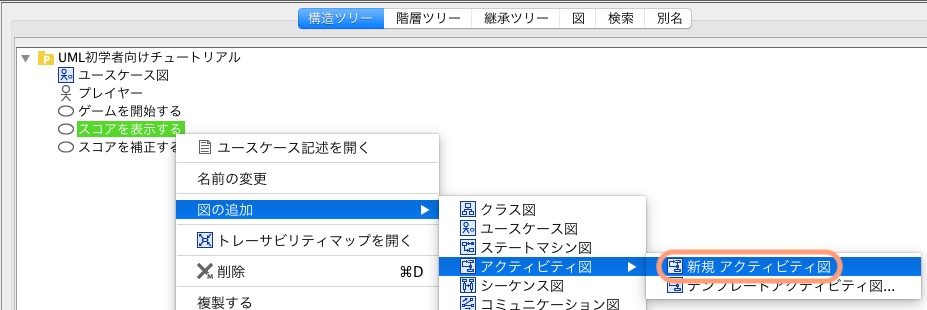 構造ツリー 階層ツリー 継承ツリー 図 検索 別名
UML初学者向けチュートリアル
ユースケース図
プレイヤー
ゲームを開始する
スコアを表示する
スコアを補正する
ユースケース記述を開く
名前の変更
図の追加
トレーサビリティマップを開く
削除 ⌘D
複製する
クラス図
ユースケース図
ステートマシン図
アクティビティ図
シーケンス図
コミュニケーション図
新規 アクティビティ図
テンプレートアクティビティ図...